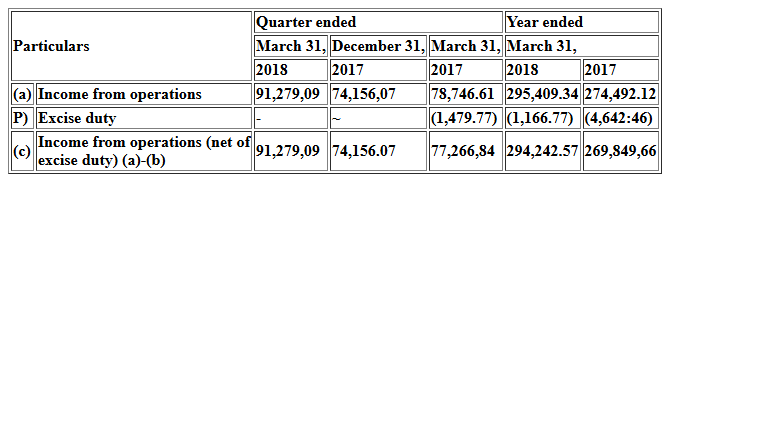 Particulars Quarter ended Year ended
March 31, December 31, March 31, March 31,
2018 2017 2017 2018 2017
(a) Income from operations 91,279,09 74,156,07 78,746.61 295,409.34 274,492.12
P) Excise duty - ~ (1,479.77) (1,166.77) (4,642:46)
(c) Income from operations (net of
excise duty) (a)-(b) 91,279,09 74,156.07 77,266,84 294,242.57 269,849,66